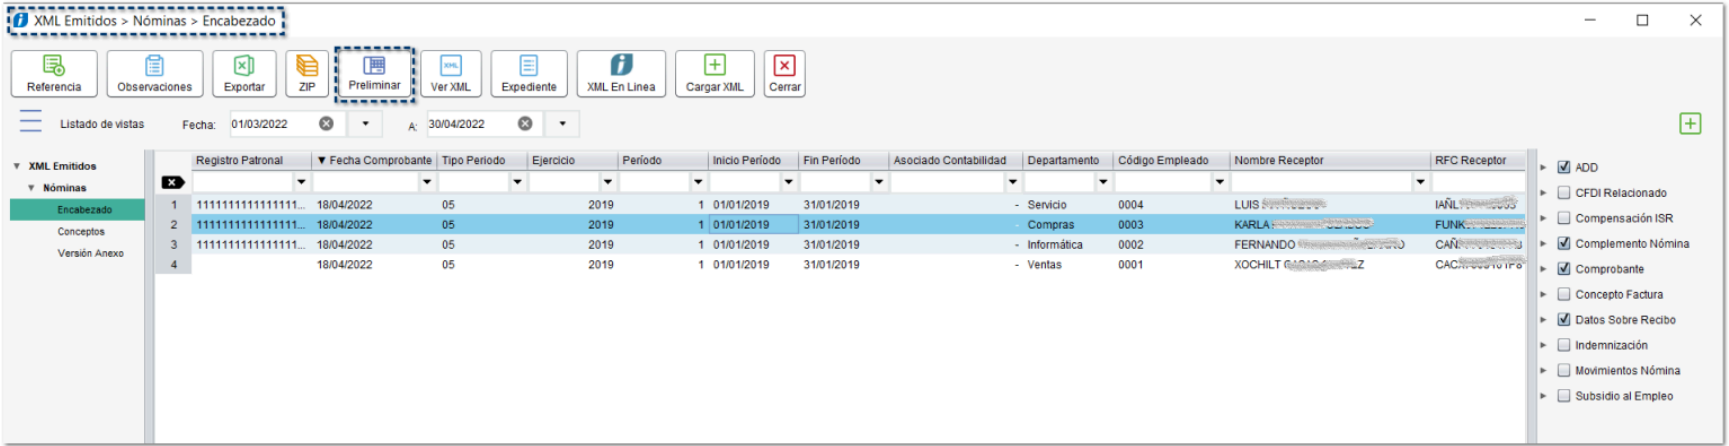 XML Emitidos > Nóminas > Encabezado
Referencia Observaciones Exportar ZIP Preliminar Ver XML Expediente XML En Linea Cargar XML Cerrar
Listado de vistas Fecha: 01/03/2022 A: 30/04/2022
XML Emitidos
Nóminas
Encabezado
Conceptos
Versión Anexo
Registro Patronal ▼ Fecha Comprobante Tipo Periodo Ejercicio Período Inicio Período Fin Período Asociado Contabilidad Departamento Código Empleado Nombre Receptor RFC Receptor
1 1111111111111111... 18/04/2022 05 2019 1 01/01/2019 31/01/2019 - Servicio 0004 LUIS
2 1111111111111111... 18/04/2022 05 2019 1 01/01/2019 31/01/2019 - Compras 0003 KARLA FUNK
3 1111111111111111... 18/04/2022 05 2019 1 01/01/2019 31/01/2019 - Informática 0002 FERNANDO
4 18/04/2022 05 2019 1 01/01/2019 31/01/2019 - Ventas 0001 XOCHILT
ADD
CFDI Relacionado
Compensación ISR
Complemento Nómina
Comprobante
Concepto Factura
Datos Sobre Recibo
Indemnización
Movimientos Nómina
Subsidio al Empleo